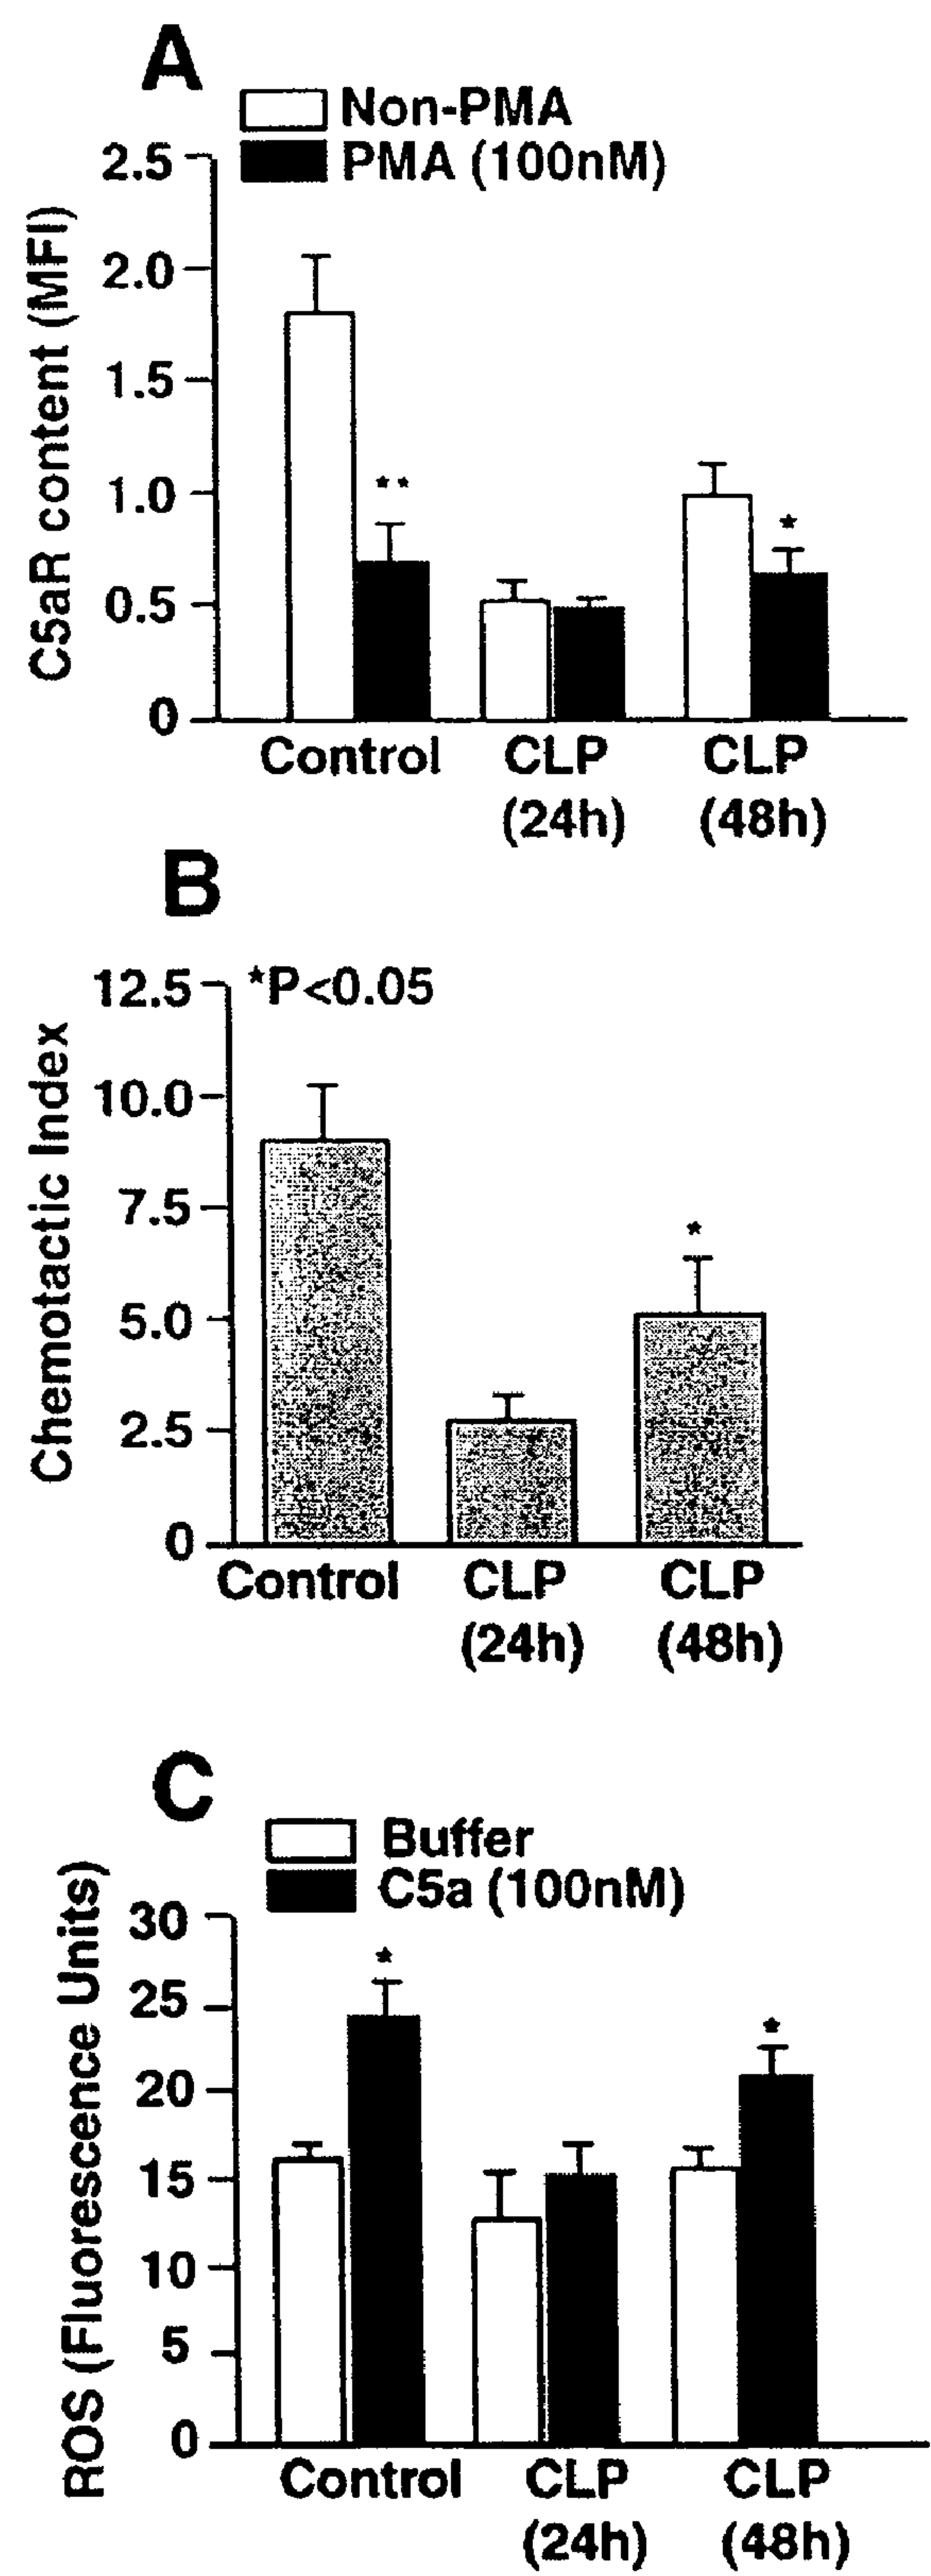 A
Non-PMA
PMA (100nM)
C5aR content (MFI)
2.5
2.0
1.5
1.0
0.5
0
**
*
Control
CLP
(24h)
CLP
(48h)
B
*P<0.05
Chemotactic Index
12.5
10.0
7.5
5.0
2.5
0
*
Control
CLP
(24h)
CLP
(48h)
C
Buffer
C5a (100nM)
ROS (Fluorescence Units)
30
25
20
15
10
5
0
*
*
Control
CLP
(24h)
CLP
(48h)